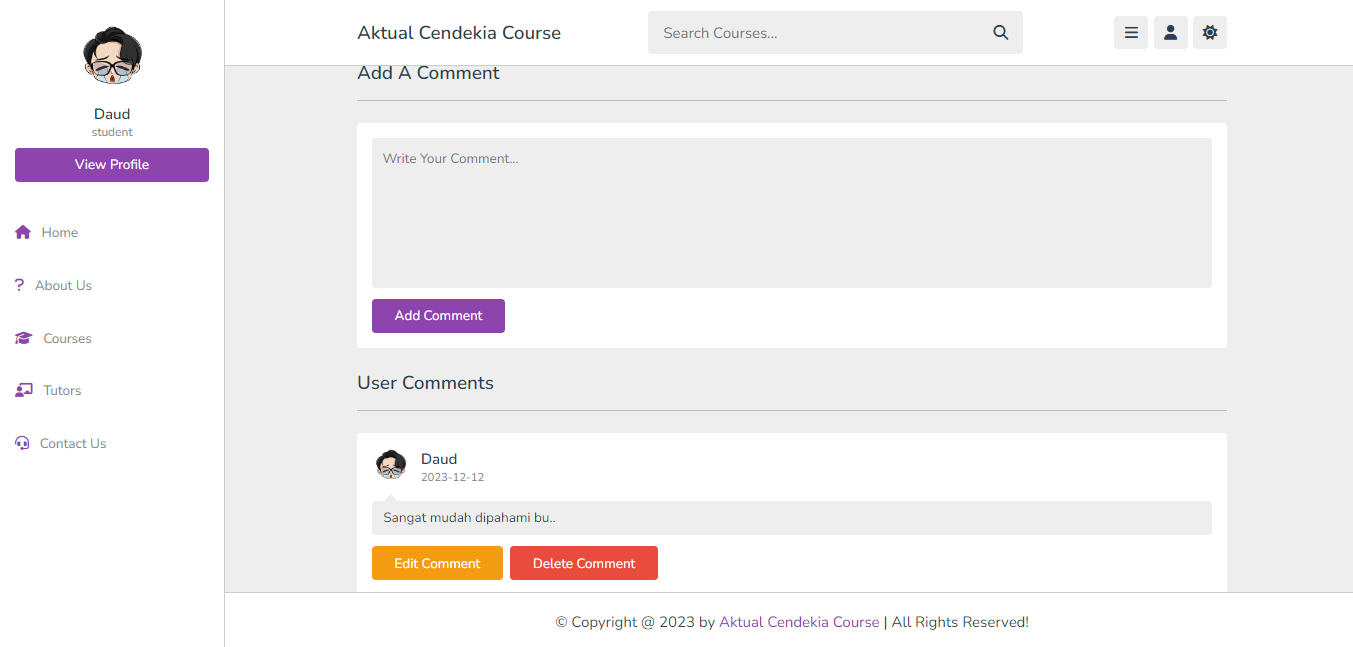 Daud
student
View Profile
Home
? About Us
Courses
Tutors
Contact Us
Aktual Cendekia Course
Search Courses...
Add A Comment
Write Your Comment...
Add Comment
User Comments
Daud
2023-12-12
Sangat mudah dipahami bu..
Edit Comment Delete Comment
© Copyright @ 2023 by Aktual Cendekia Course | All Rights Reserved!